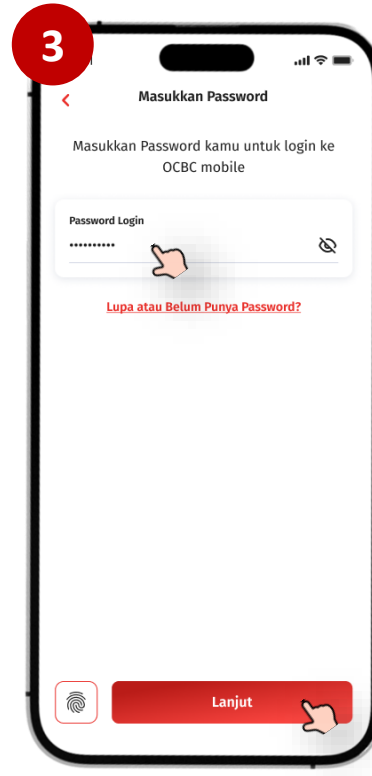 3
Masukkan Password
Masukkan Password kamu untuk login ke
OCBC mobile
Password Login
••••••••••
Lupa atau Belum Punya Password?
Lanjut